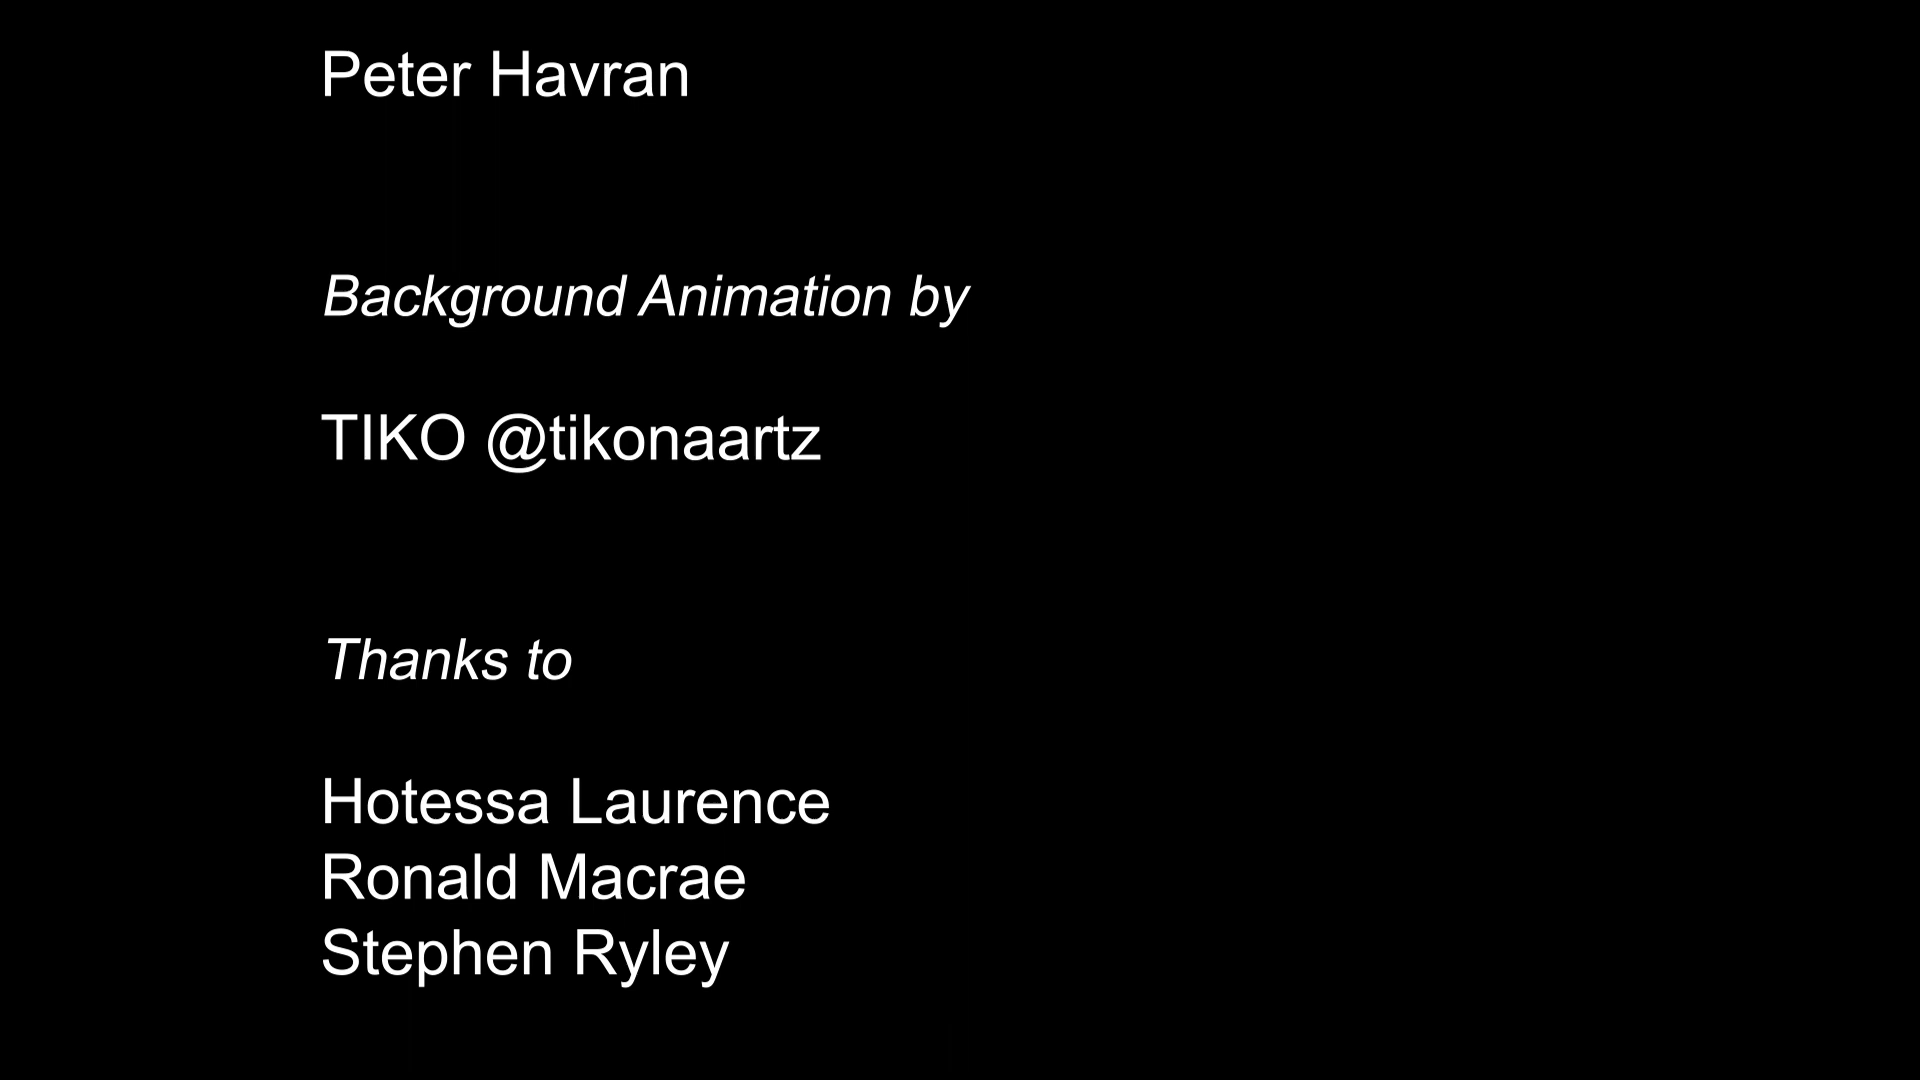 Peter Havran
Background Animation by
TIKO @tikonaartz
Thanks to
Hotessa Laurence
Ronald Macrae
Stephen Ryley